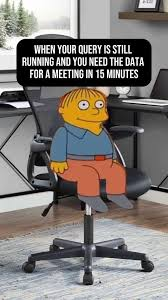 WHEN YOUR QUERY IS STILL
RUNNING AND YOU NEED THE DATA
FOR A MEETING IN 15 MINUTES